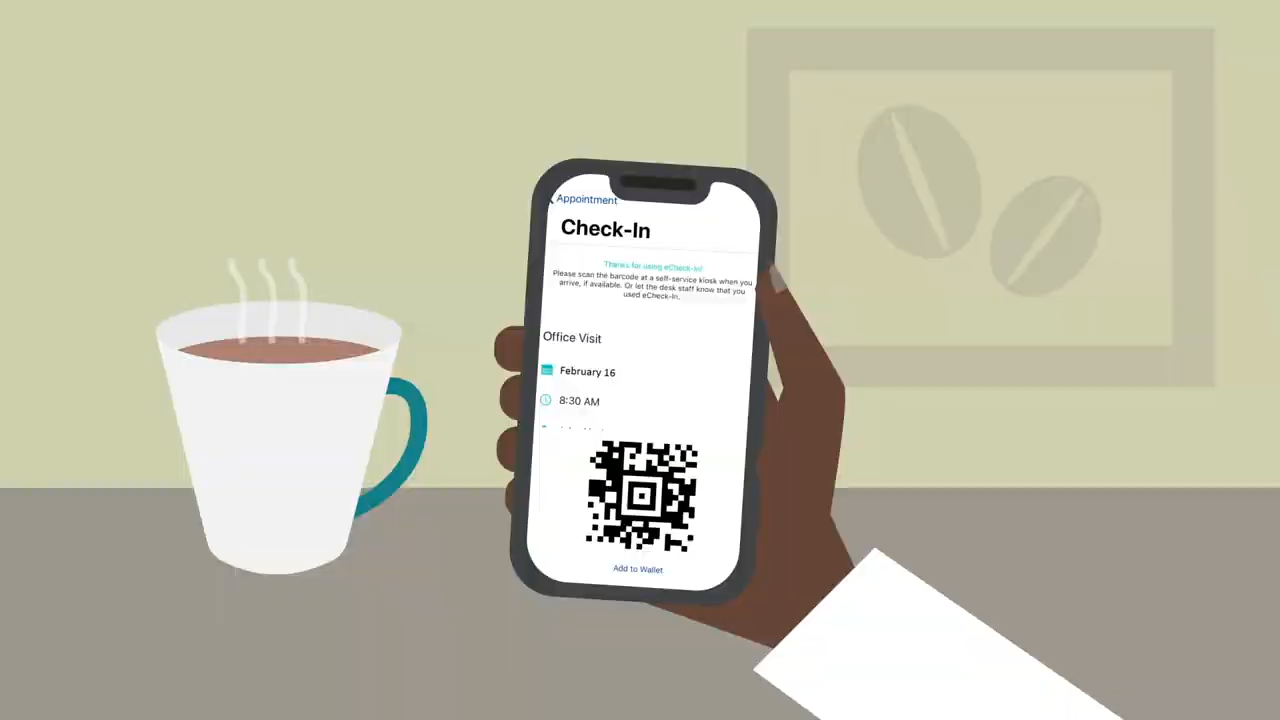 Appointment
Check-In
Thanks for using eCheck-In!
Please scan the barcode at a self-service kiosk when you
arrive, if available. Or let the desk staff know that you
used eCheck-In.
Office Visit
February 16
8:30 AM
Add to Wallet